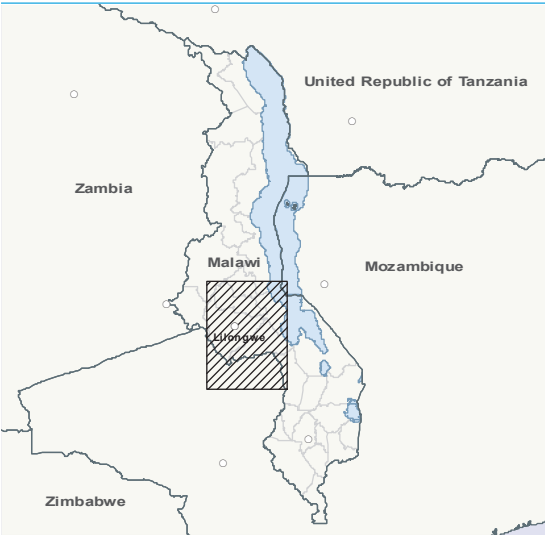 United Republic of Tanzania
Zambia
Malawi
Mozambique
Lilongwe
Zimbabwe